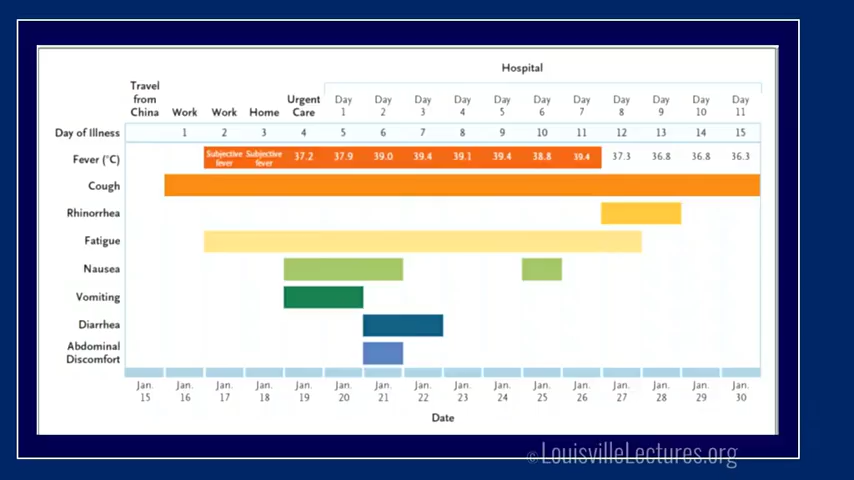 Hospital
Travel from China Work Work Home Urgent Care Day 1 Day 2 Day 3 Day 4 Day 5 Day 6 Day 7 Day 8 Day 9 Day 10 Day 11
Day of Illness 1 2 3 4 5 6 7 8 9 10 11 12 13 14 15
Fever (°C) Subjective fever Subjective fever 37.2 37.9 39.0 39.4 39.1 39.4 38.8 39.4 37.3 36.8 36.8 36.3
Cough
Rhinorrhea
Fatigue
Nausea
Vomiting
Diarrhea
Abdominal
Discomfort
Jan. 15 Jan. 16 Jan. 17 Jan. 18 Jan. 19 Jan. 20 Jan. 21 Jan. 22 Jan. 23 Jan. 24 Jan. 25 Jan. 26 Jan. 27 Jan. 28 Jan. 29 Jan. 30
Date
© LouisvilleLectures.org